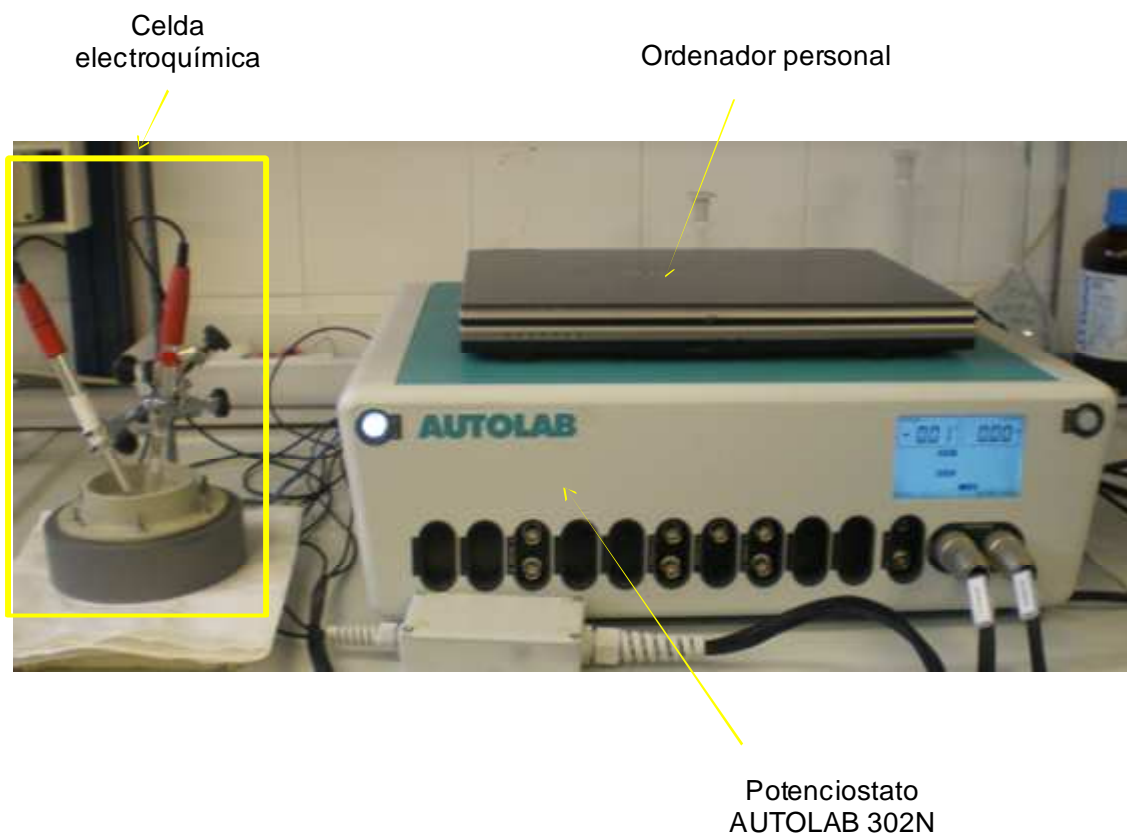 Celda
electroquímica
Ordenador personal
AUTOLAB
Potenciostato
AUTOLAB 302N